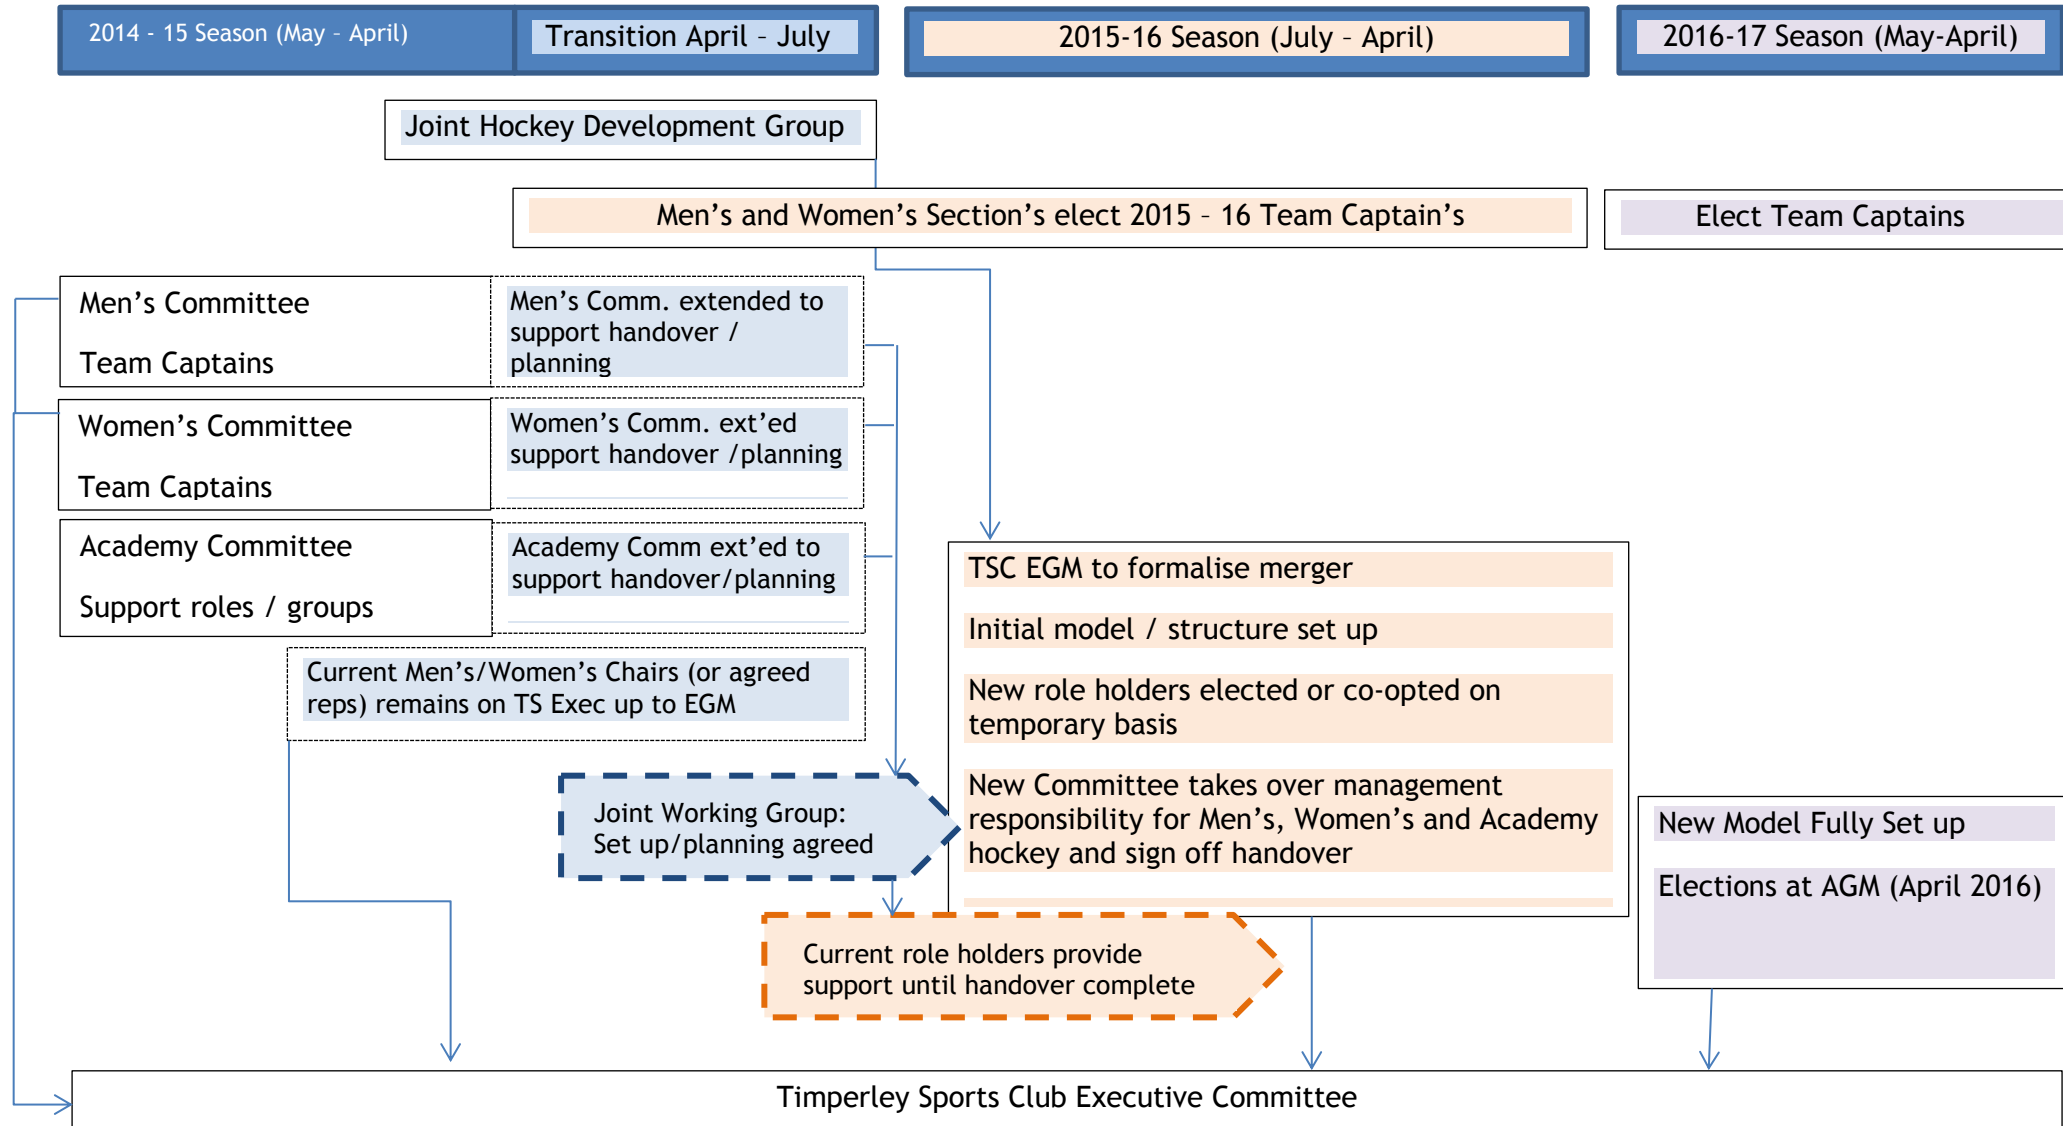 2014 - 15 Season (May – April)
Transition April – July
2015-16 Season (July – April)
2016-17 Season (May-April)
Joint Hockey Development Group
Men’s and Women’s Section’s elect 2015 – 16 Team Captain’s
Elect Team Captains
Men’s Committee
Team Captains
Men’s Comm. extended to
support handover /
planning
Women’s Committee
Team Captains
Women’s Comm. ext’ed
support handover /planning
Academy Committee
Support roles / groups
Academy Comm ext’ed to
support handover/planning
Current Men’s/Women’s Chairs (or agreed
reps) remains on TS Exec up to EGM
Joint Working Group:
Set up/planning agreed
TSC EGM to formalise merger
Initial model / structure set up
New role holders elected or co-opted on
temporary basis
New Committee takes over management
responsibility for Men’s, Women’s and Academy
hockey and sign off handover
Current role holders provide
support until handover complete
New Model Fully Set up
Elections at AGM (April 2016)
Timperley Sports Club Executive Committee